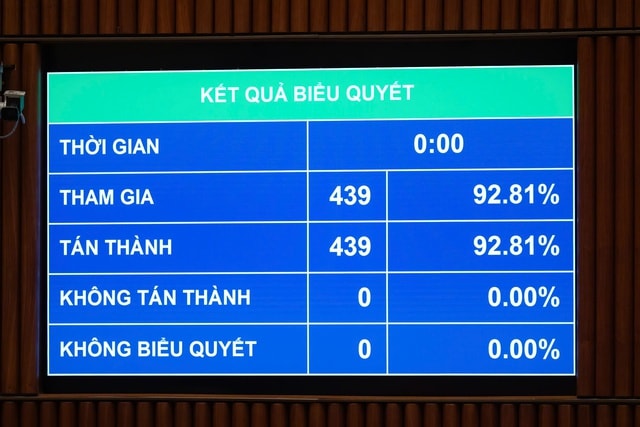 KẾT QUẢ BIỂU QUYẾT
THỜI GIAN 0:00
THAM GIA 439 92.81%
TÁN THÀNH 439 92.81%
KHÔNG TÁN THÀNH 0 0.00%
KHÔNG BIỂU QUYẾT 0 0.00%